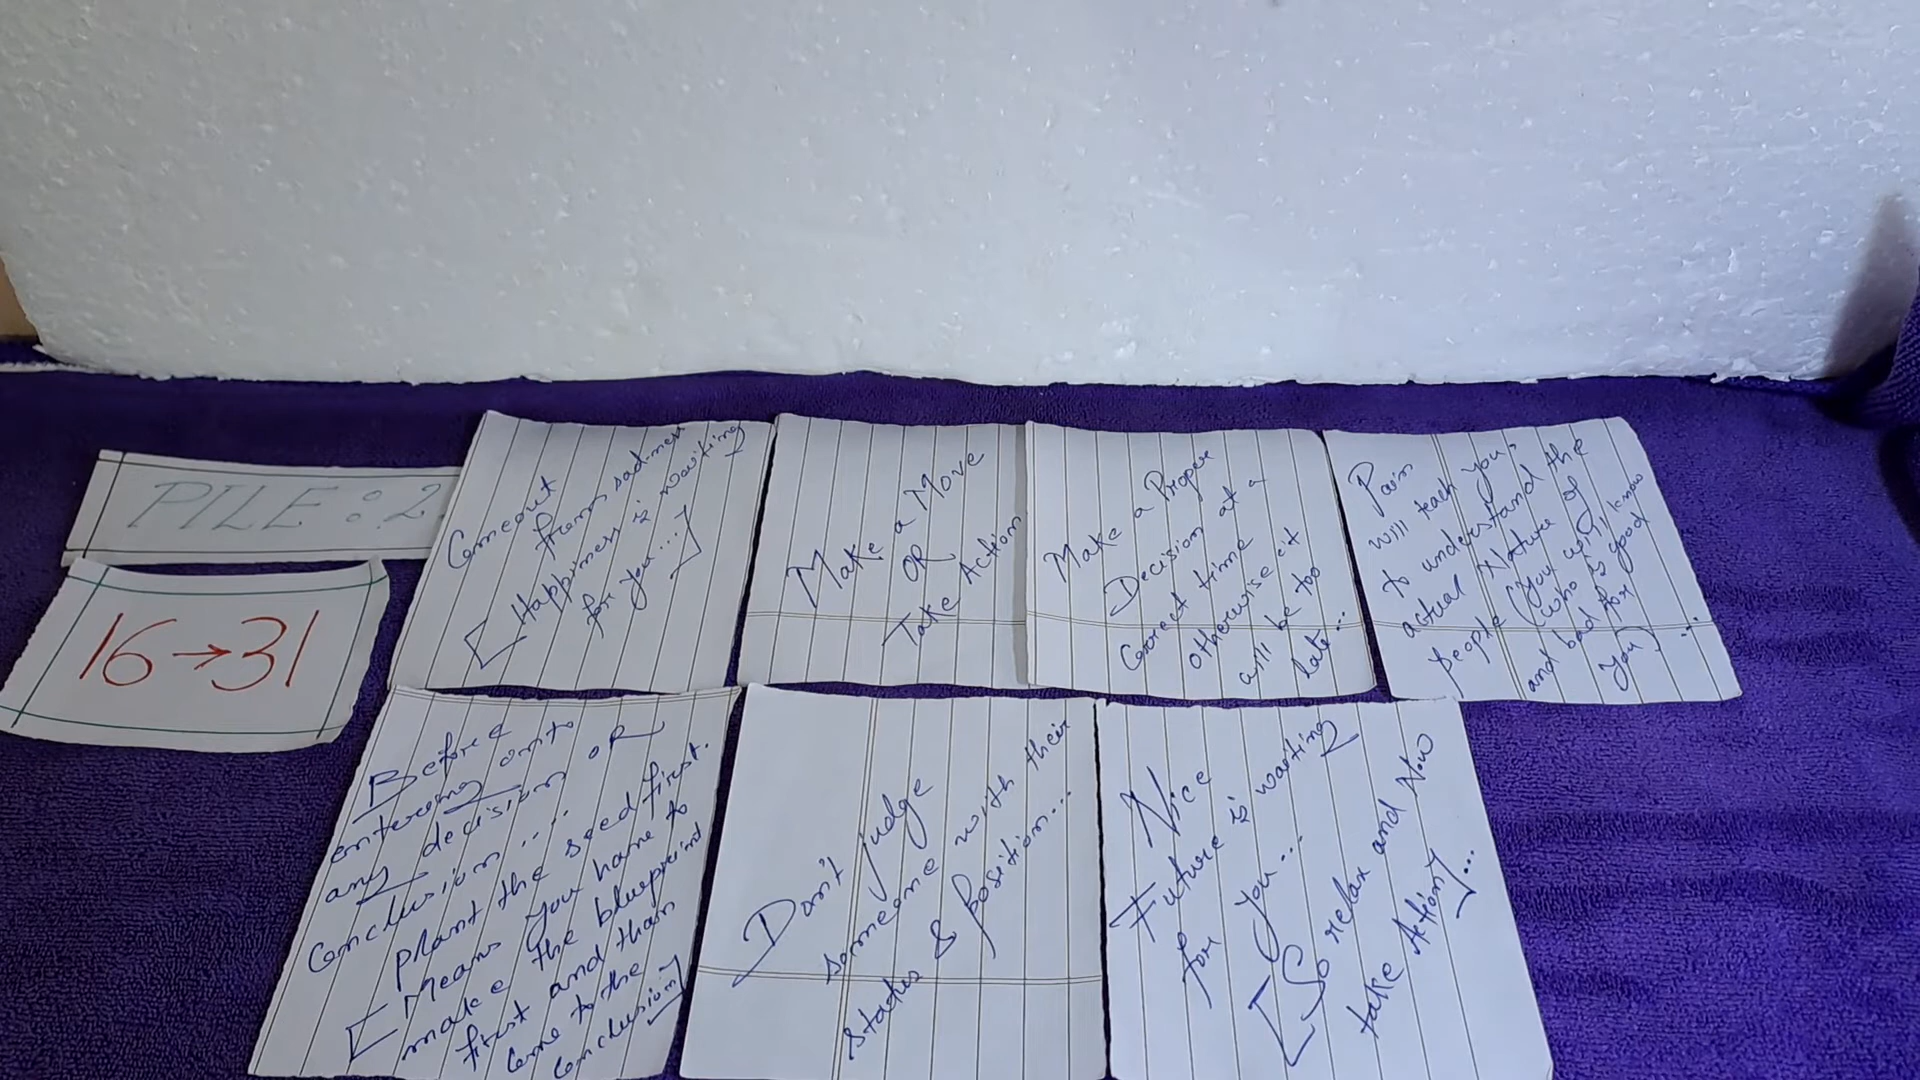 PILE : 2
16→31
Comeout
from sad-ness
[Happiness is waiting
for you....]
Make a Move
OR
Take Action
Make a Proper
Decision at a
Correct time
otherwise it
will be too
late...
Pain
will teach you,
to understand the
actual Nature of
people (you will know
(who is good
and bad for
you) ...
Before
entering onto
any decision OR
Conclusion....
plant the seed first.
[Means you have to
make the blueprint
first and than
Come to the
Conclusion]
Don't judge
someone with their
status & position...
Nice
Future is waiting
for you...
[So relax and Now
take Action]...